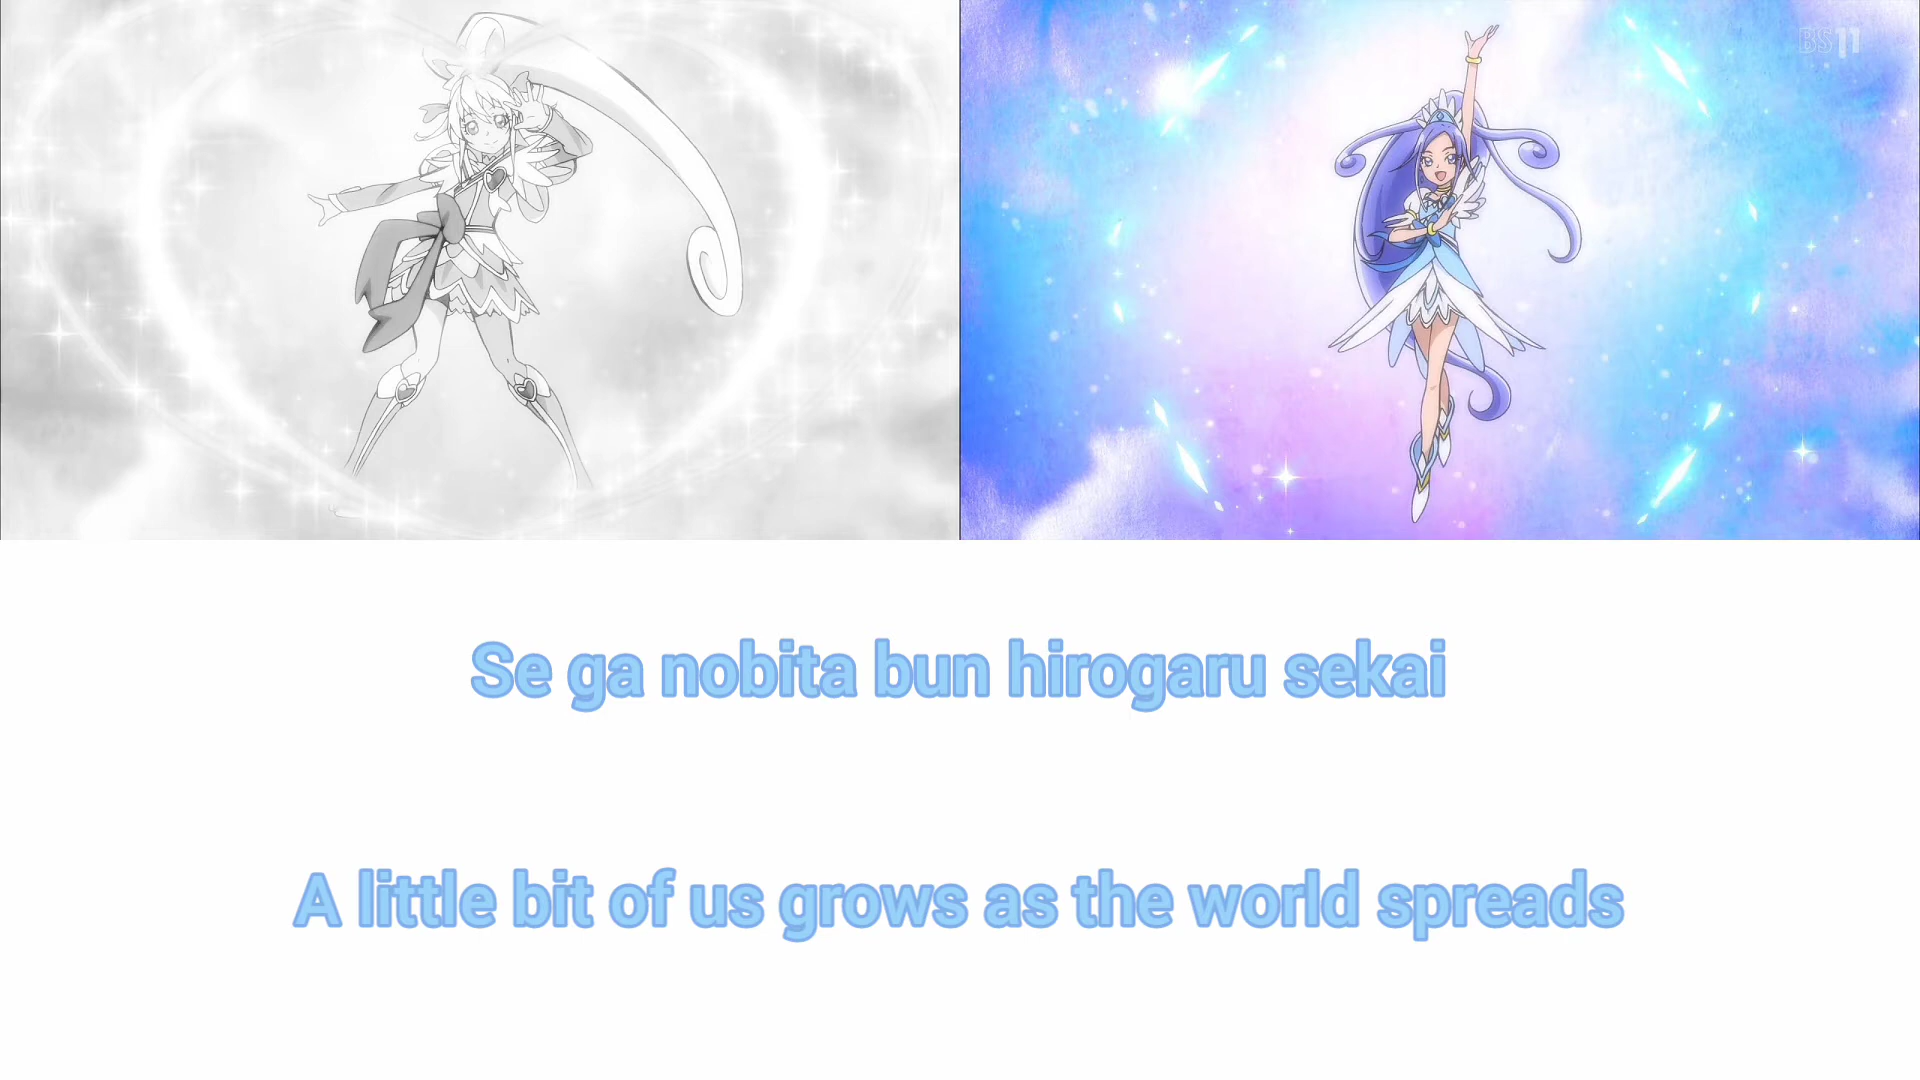 BS11
Se ga nobita bun hirogaru sekai
A little bit of us grows as the world spreads